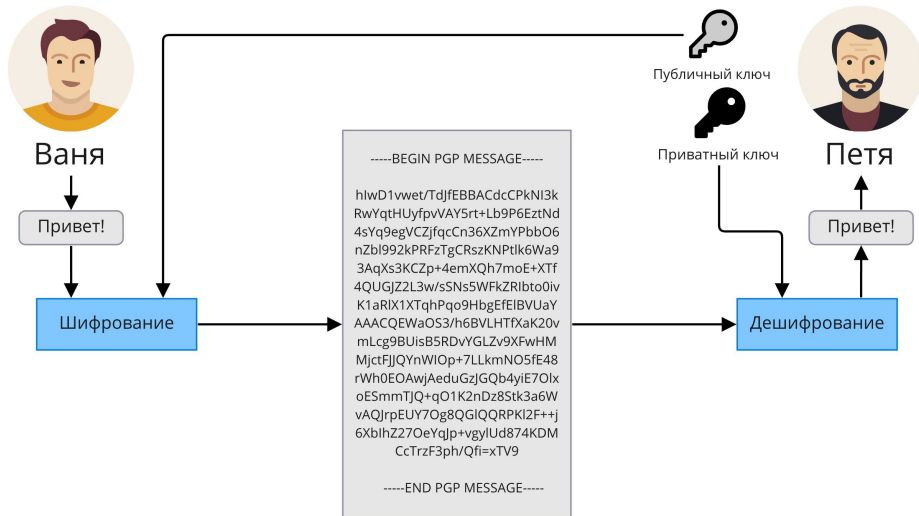 Публичный ключ
Приватный ключ
Ваня
Петя
Привет!
Привет!
Шифрование
Дешифрование
-----BEGIN PGP MESSAGE-----
hIwD1vwet/TdJfEBBACdcCPkNI3k
RwYqtHUyfpvVAY5rt+Lb9P6EztNd
4sYq9egVCZjfqcCn36XZmYPbbO6
nZbl992kPRFzTgCRszKNPtlk6Wa9
3AqXs3KCZp+4emXQh7moE+XTf
4QUGJZ2L3w/sSNs5WFkZRIbto0iv
K1aRlX1XTqhPqo9HbgEfElBVUaY
AAACQEWaOS3/h6BVLHTfXaK20v
mLcg9BUisB5RDvYGLZv9XFwHM
MjctFJJQYnWIOp+7LLkmNO5fE48
rWh0EOAwjAeduGzJGQb4yiE7Olx
oESmmTJQ+qO1K2nDz8Stk3a6W
vAQJrpEUY7Og8QGlQQRPKl2F++j
6XbIhZ27OeYqJp+vgylUd874KDM
CcTrzF3ph/Qfi=xTV9
-----END PGP MESSAGE-----